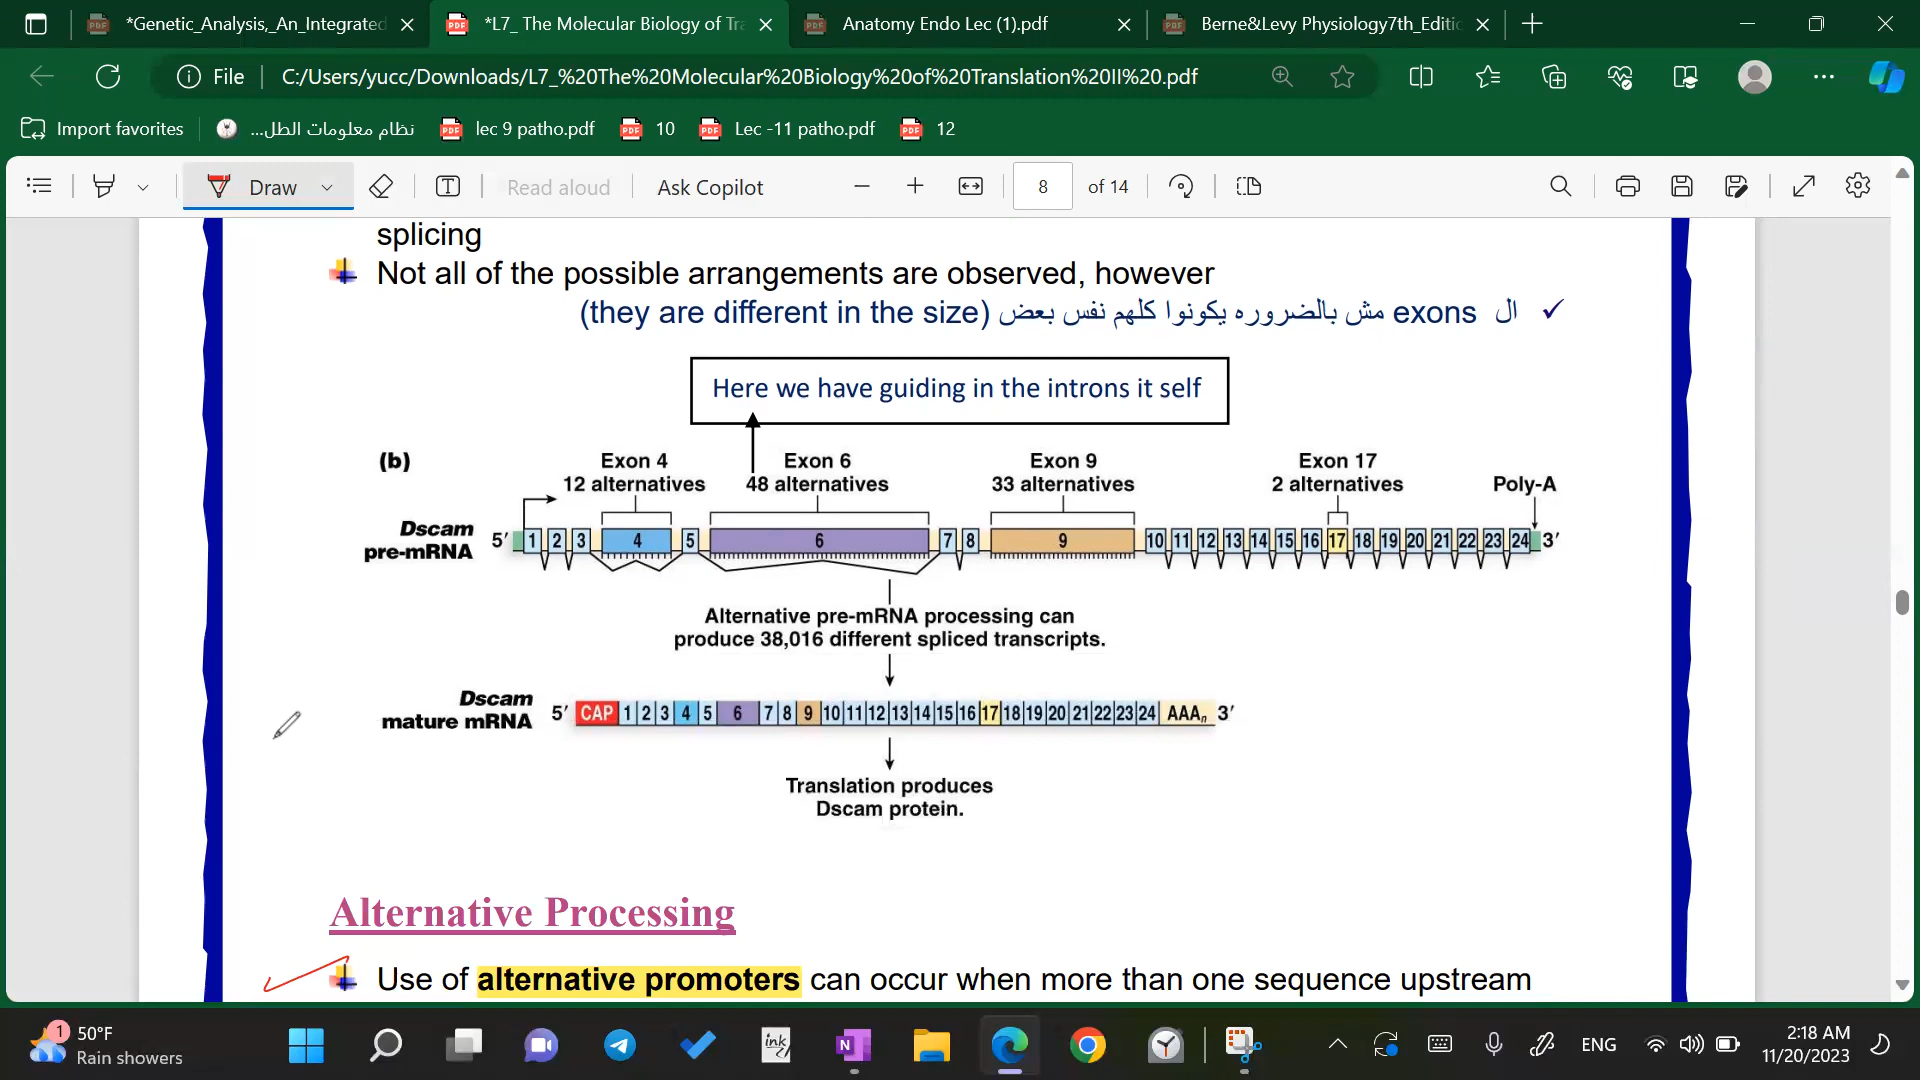 *Genetic_Analysis,_An_Integrated
*L7_ The Molecular Biology of Tra
Anatomy Endo Lec (1).pdf
Berne&Levy Physiology7th_Editio
File
C:/Users/yucc/Downloads/L7_%20The%20Molecular%20Biology%20of%20Translation%20II%20.pdf
Import favorites
نظام معلومات الطل...
lec 9 patho.pdf
10
Lec -11 patho.pdf
12
Draw
Read aloud
Ask Copilot
8
of 14
splicing
Not all of the possible arrangements are observed, however
ال exons مش بالضروره يكونوا كلهم نفس بعض (they are different in the size)
Here we have guiding in the introns it self
(b)
Exon 4
12 alternatives
Exon 6
48 alternatives
Exon 9
33 alternatives
Exon 17
2 alternatives
Poly-A
Dscam
pre-mRNA
5′ 1 2 3 4 5 6 7 8 9 10 11 12 13 14 15 16 17 18 19 20 21 22 23 24 3′
Alternative pre-mRNA processing can
produce 38,016 different spliced transcripts.
Dscam
mature mRNA
5′ CAP 1 2 3 4 5 6 7 8 9 10 11 12 13 14 15 16 17 18 19 20 21 22 23 24 AAAn 3′
Translation produces
Dscam protein.
Alternative Processing
Use of alternative promoters can occur when more than one sequence upstream
1
50°F
Rain showers
ink
N
ENG
2:18 AM
11/20/2023